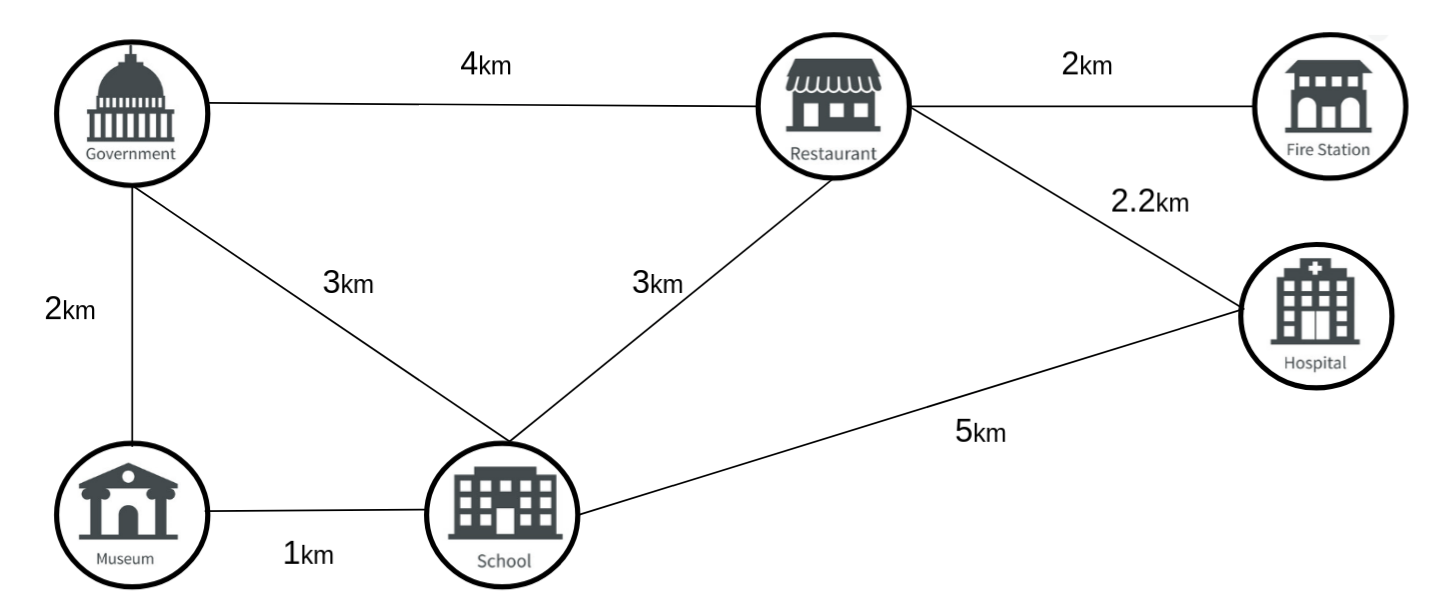 4km
2km
Government
Restaurant
Fire Station
2.2km
3km
3km
2km
Hospital
5km
Museum
School
1km